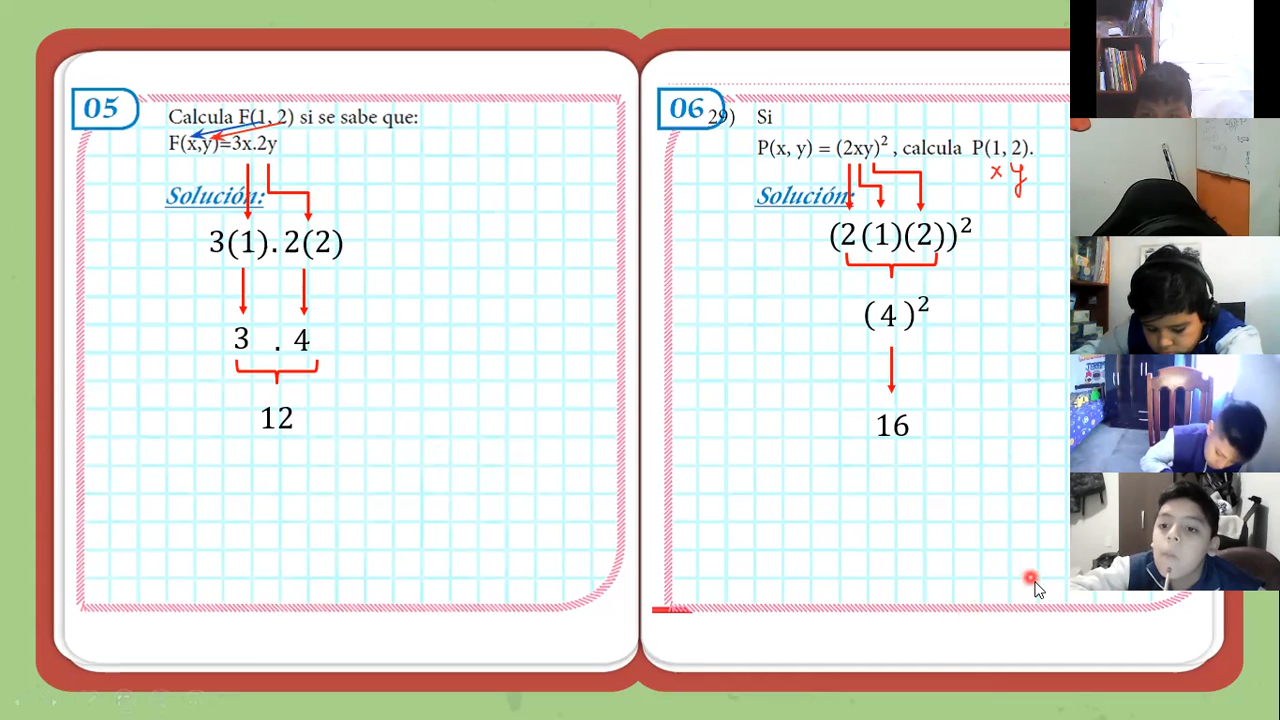 05
Calcula F(1, 2) si se sabe que:
F(x,y)=3x.2y
Solución:
3(1).2(2)
3 . 4
12
06
29) Si
P(x, y) = (2xy)², calcula P(1, 2).
x y
Solución:
(2(1)(2))²
(4)²
16